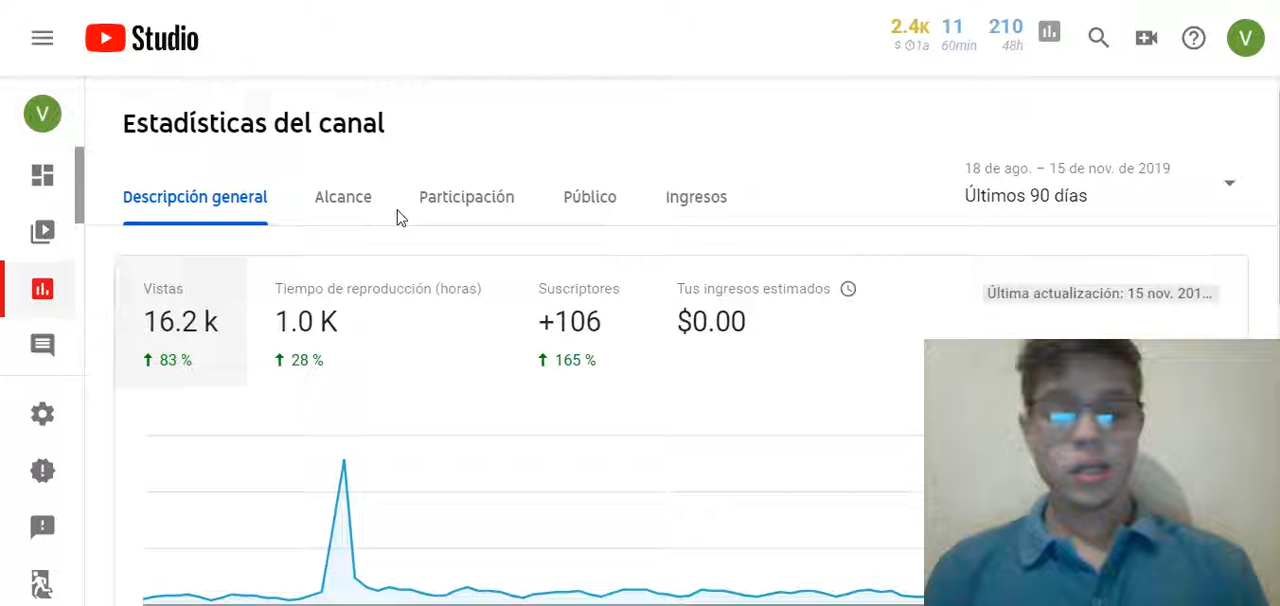 Studio
2.4K 11 210
$ 1a 60min 48h
V
V
Estadísticas del canal
18 de ago. – 15 de nov. de 2019
Descripción general Alcance Participación Público Ingresos Últimos 90 días
Vistas Tiempo de reproducción (horas) Suscriptores Tus ingresos estimados Última actualización: 15 nov. 201...
16.2 k 1.0 K +106 $0.00
83 % 28 % 165 %